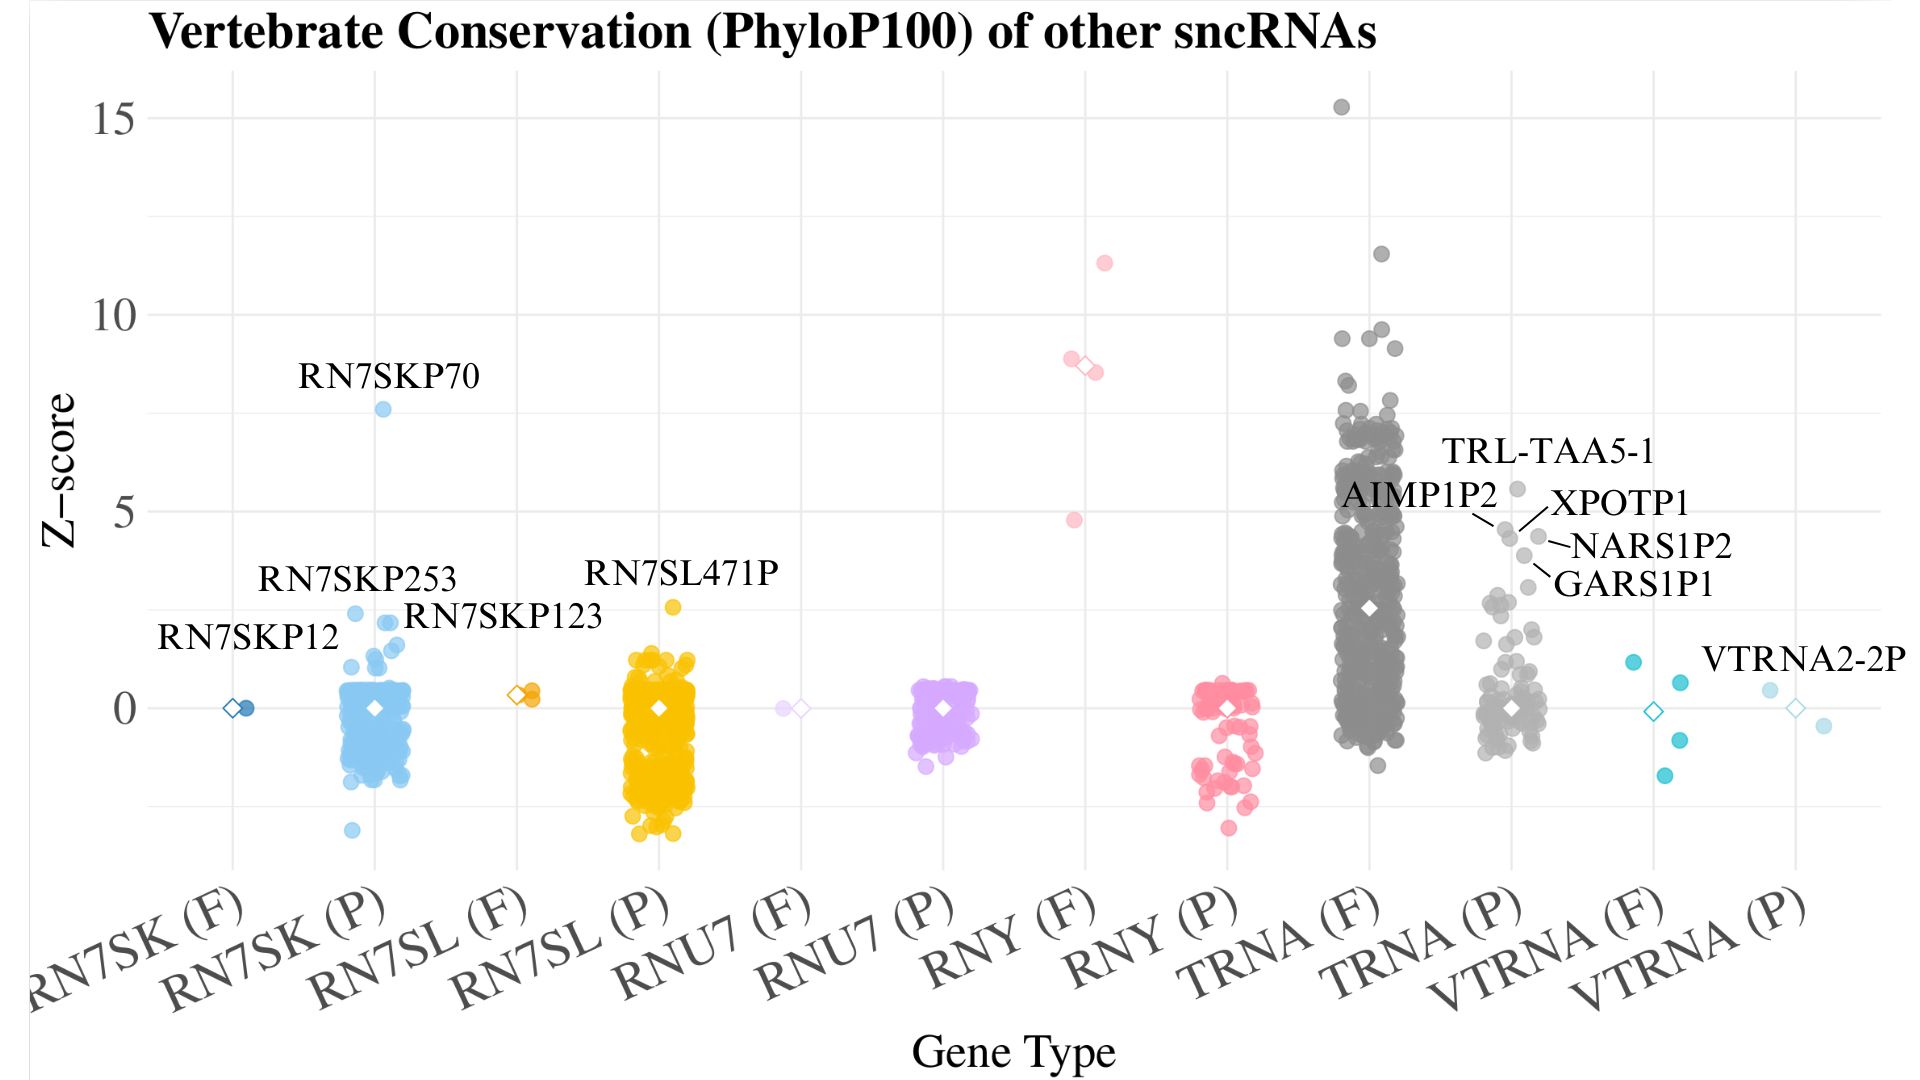 Vertebrate Conservation (PhyloP100) of other sncRNAs
15
10
5
0
Z–score
RN7SKP70
RN7SKP253
RN7SKP12
RN7SKP123
RN7SL471P
TRL-TAA5-1
AIMP1P2
XPOTP1
NARS1P2
GARS1P1
VTRNA2-2P
RN7SK (F)
RN7SK (P)
RN7SL (F)
RN7SL (P)
RNU7 (F)
RNU7 (P)
RNY (F)
RNY (P)
TRNA (F)
TRNA (P)
VTRNA (F)
VTRNA (P)
Gene Type